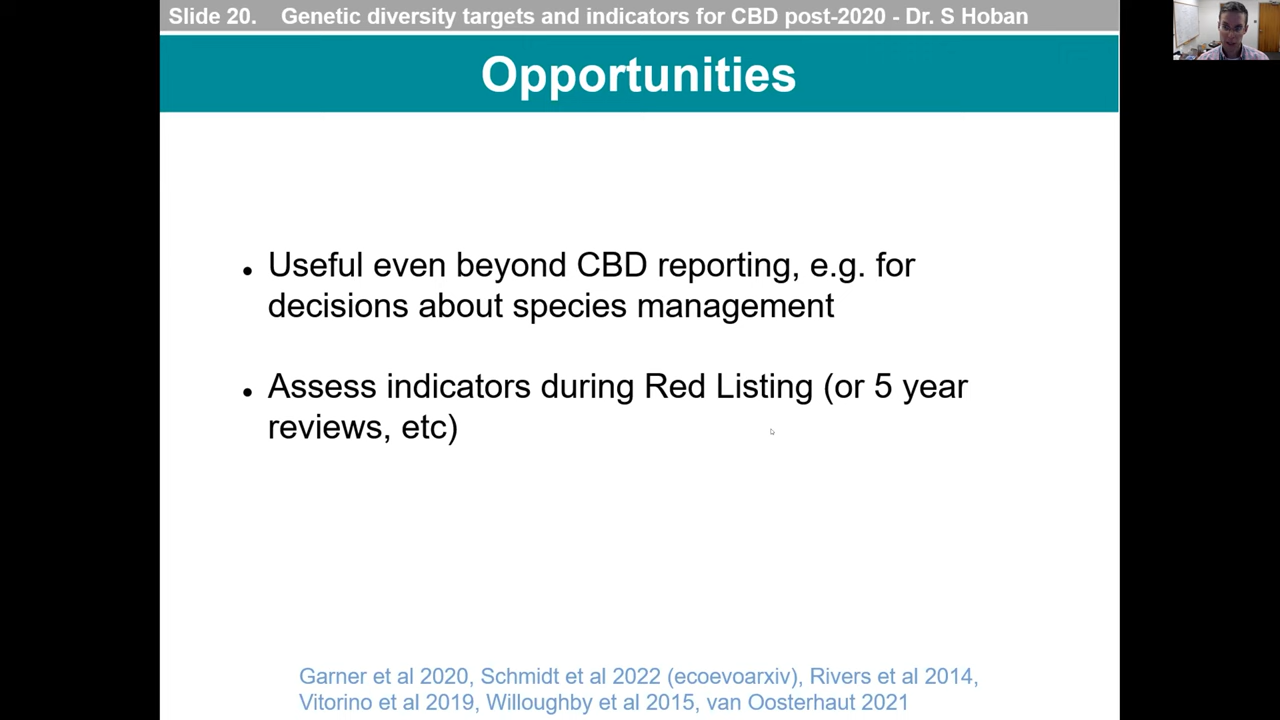 Slide 20. Genetic diversity targets and indicators for CBD post-2020 - Dr. S Hoban
Opportunities
• Useful even beyond CBD reporting, e.g. for
decisions about species management
• Assess indicators during Red Listing (or 5 year
reviews, etc)
Garner et al 2020, Schmidt et al 2022 (ecoevoarxiv), Rivers et al 2014,
Vitorino et al 2019, Willoughby et al 2015, van Oosterhaut 2021